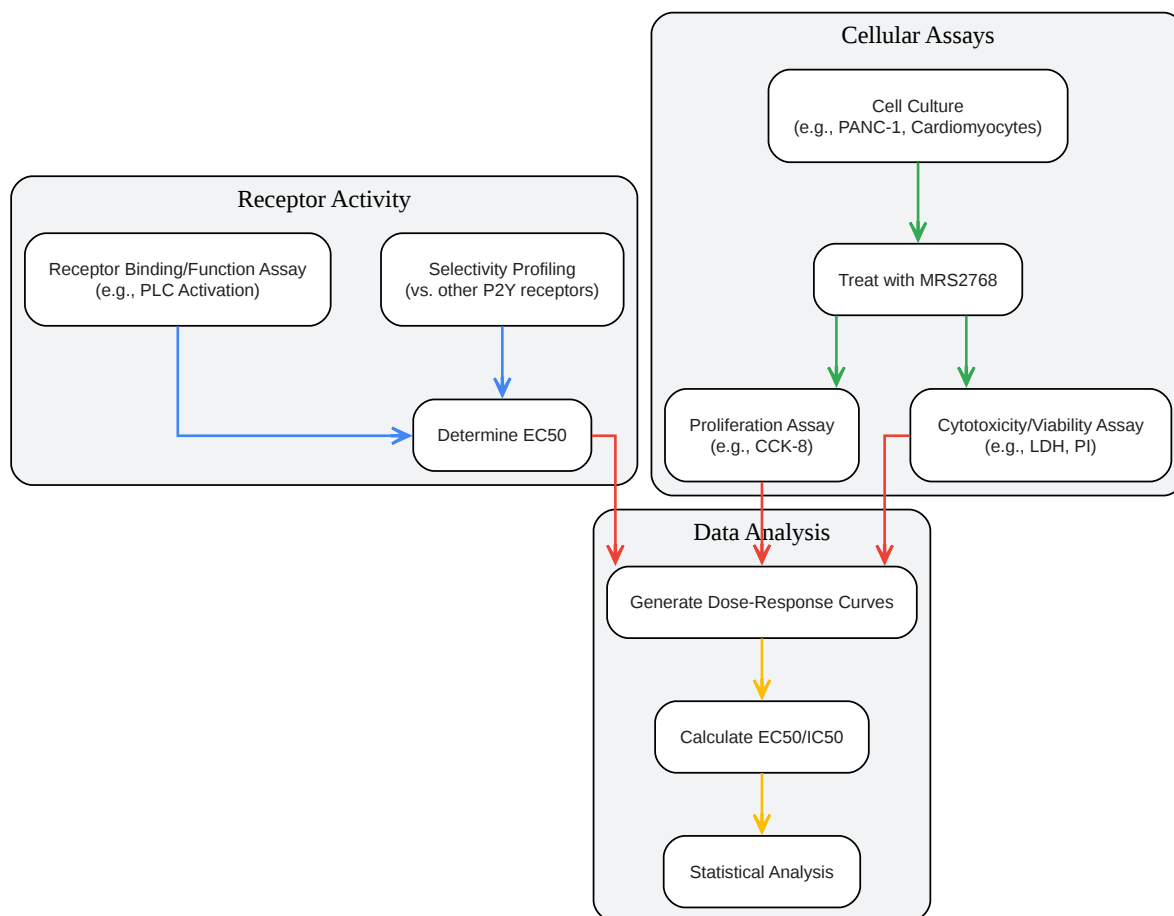 Cellular Assays
Cell Culture
(e.g., PANC-1, Cardiomyocytes)
Receptor Activity
Receptor Binding/Function Assay
(e.g., PLC Activation)
Selectivity Profiling
(vs. other P2Y receptors)
Treat with MRS2768
Determine EC50
Proliferation Assay
(e.g., CCK-8)
Cytotoxicity/Viability Assay
(e.g., LDH, PI)
Data Analysis
Generate Dose-Response Curves
Calculate EC50/IC50
Statistical Analysis